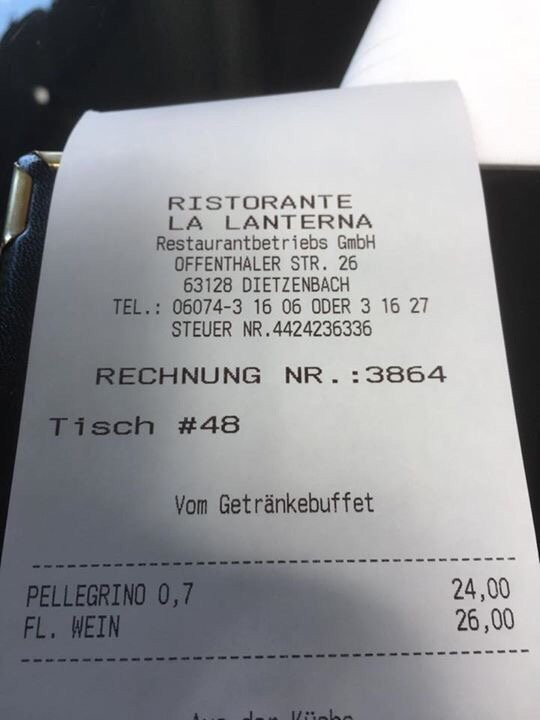 RISTORANTE
LA LANTERNA
Restaurantbetriebs GmbH
OFFENTHALER STR. 26
63128 DIETZENBACH
TEL.: 06074-3 16 06 ODER 3 16 27
STEUER NR.4424236336
RECHNUNG NR.:3864
Tisch #48
Vom Getränkebuffet
PELLEGRINO 0,7 24,00
FL. WEIN 26,00